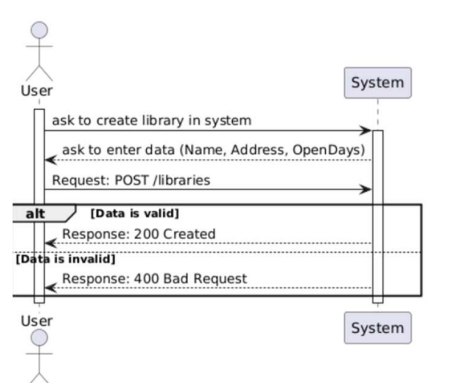 User
System
ask to create library in system
ask to enter data (Name, Address, OpenDays)
Request: POST /libraries
alt [Data is valid]
Response: 200 Created
[Data is invalid]
Response: 400 Bad Request
User
System